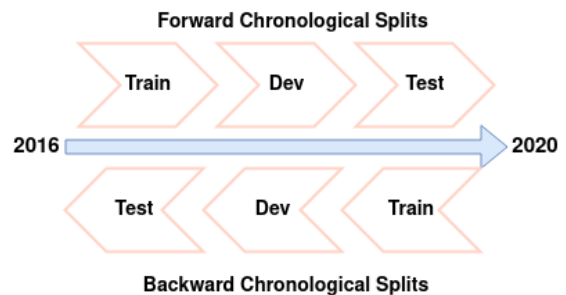 Forward Chronological Splits
Train Dev Test
2016 2020
Test Dev Train
Backward Chronological Splits